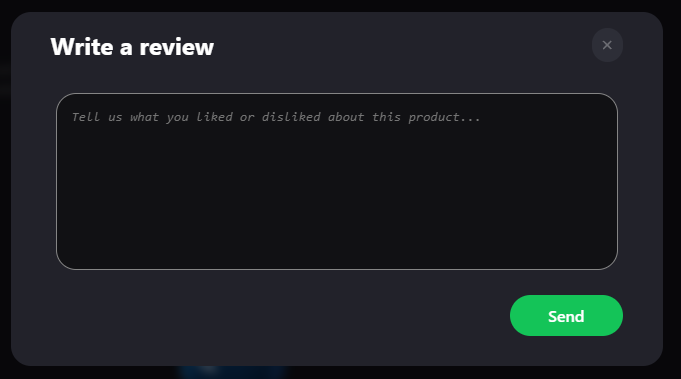 Write a review
Tell us what you liked or disliked about this product...
Send